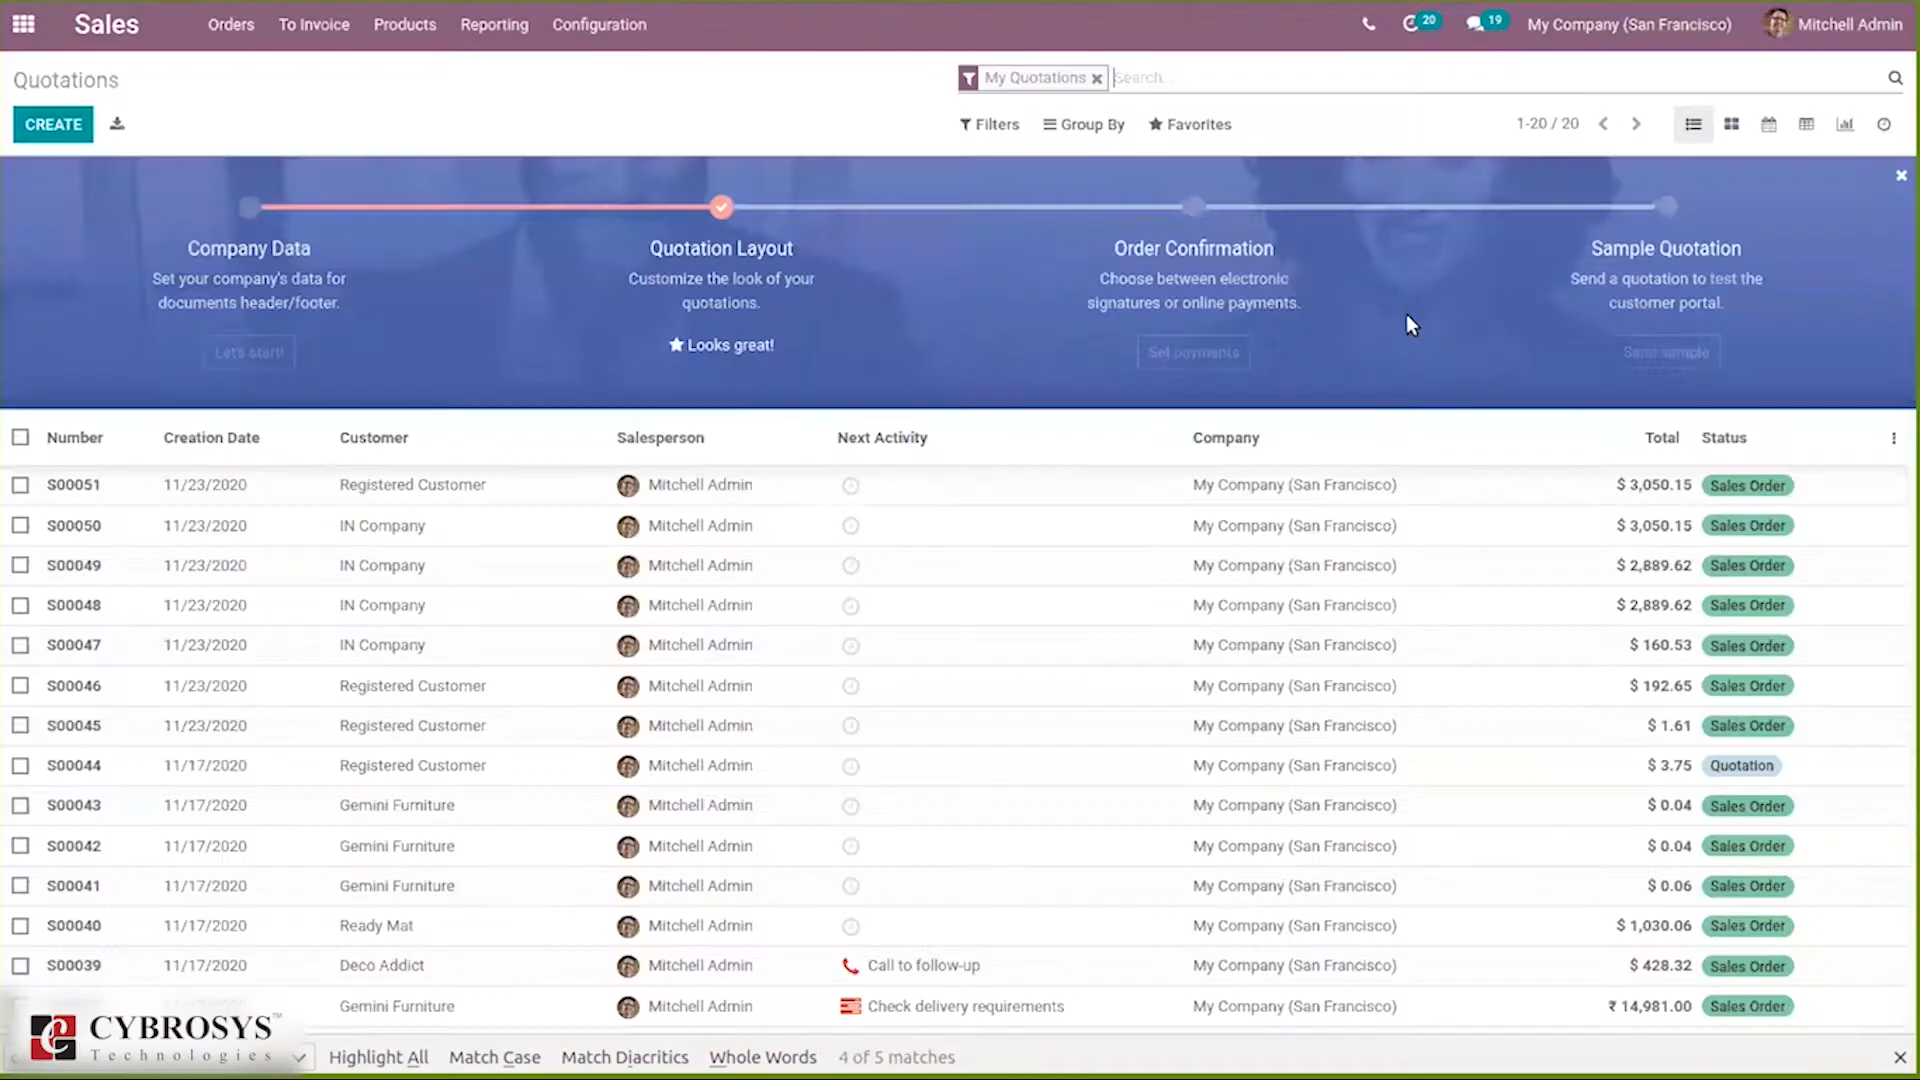 Sales Orders To Invoice Products Reporting Configuration 20 19 My Company (San Francisco) Mitchell Admin
Quotations
My Quotations Search...
CREATE Filters Group By Favorites 1-20 / 20
Company Data Quotation Layout Order Confirmation Sample Quotation
Set your company's data for Customize the look of your Choose between electronic Send a quotation to test the
documents header/footer. quotations. signatures or online payments. customer portal.
Let's start! Looks great! Set payments Send sample
Number Creation Date Customer Salesperson Next Activity Company Total Status
S00051 11/23/2020 Registered Customer Mitchell Admin My Company (San Francisco) $ 3,050.15 Sales Order
S00050 11/23/2020 IN Company Mitchell Admin My Company (San Francisco) $ 3,050.15 Sales Order
S00049 11/23/2020 IN Company Mitchell Admin My Company (San Francisco) $ 2,889.62 Sales Order
S00048 11/23/2020 IN Company Mitchell Admin My Company (San Francisco) $ 2,889.62 Sales Order
S00047 11/23/2020 IN Company Mitchell Admin My Company (San Francisco) $ 160.53 Sales Order
S00046 11/23/2020 Registered Customer Mitchell Admin My Company (San Francisco) $ 192.65 Sales Order
S00045 11/23/2020 Registered Customer Mitchell Admin My Company (San Francisco) $ 1.61 Sales Order
S00044 11/17/2020 Registered Customer Mitchell Admin My Company (San Francisco) $ 3.75 Quotation
S00043 11/17/2020 Gemini Furniture Mitchell Admin My Company (San Francisco) $ 0.04 Sales Order
S00042 11/17/2020 Gemini Furniture Mitchell Admin My Company (San Francisco) $ 0.04 Sales Order
S00041 11/17/2020 Gemini Furniture Mitchell Admin My Company (San Francisco) $ 0.06 Sales Order
S00040 11/17/2020 Ready Mat Mitchell Admin My Company (San Francisco) $ 1,030.06 Sales Order
S00039 11/17/2020 Deco Addict Mitchell Admin Call to follow-up My Company (San Francisco) $ 428.32 Sales Order
Gemini Furniture Mitchell Admin Check delivery requirements My Company (San Francisco) ₹ 14,981.00 Sales Order
CYBROSYS™
Technologies
Highlight All Match Case Match Diacritics Whole Words 4 of 5 matches